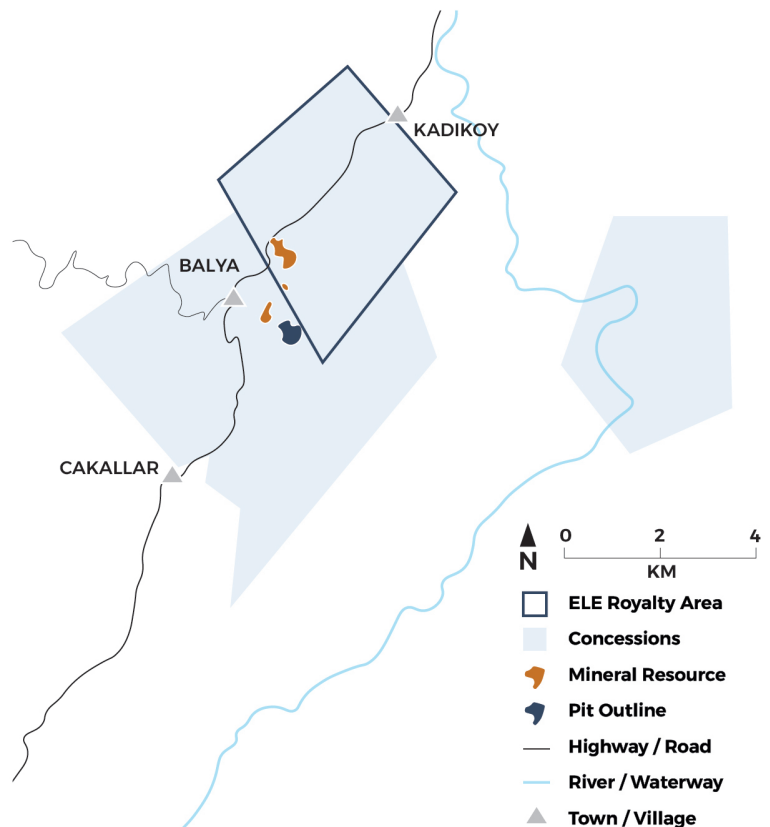 KADIKOY
BALYA
CAKALLAR
0 2 4
N
KM
ELE Royalty Area
Concessions
Mineral Resource
Pit Outline
Highway / Road
River / Waterway
Town / Village